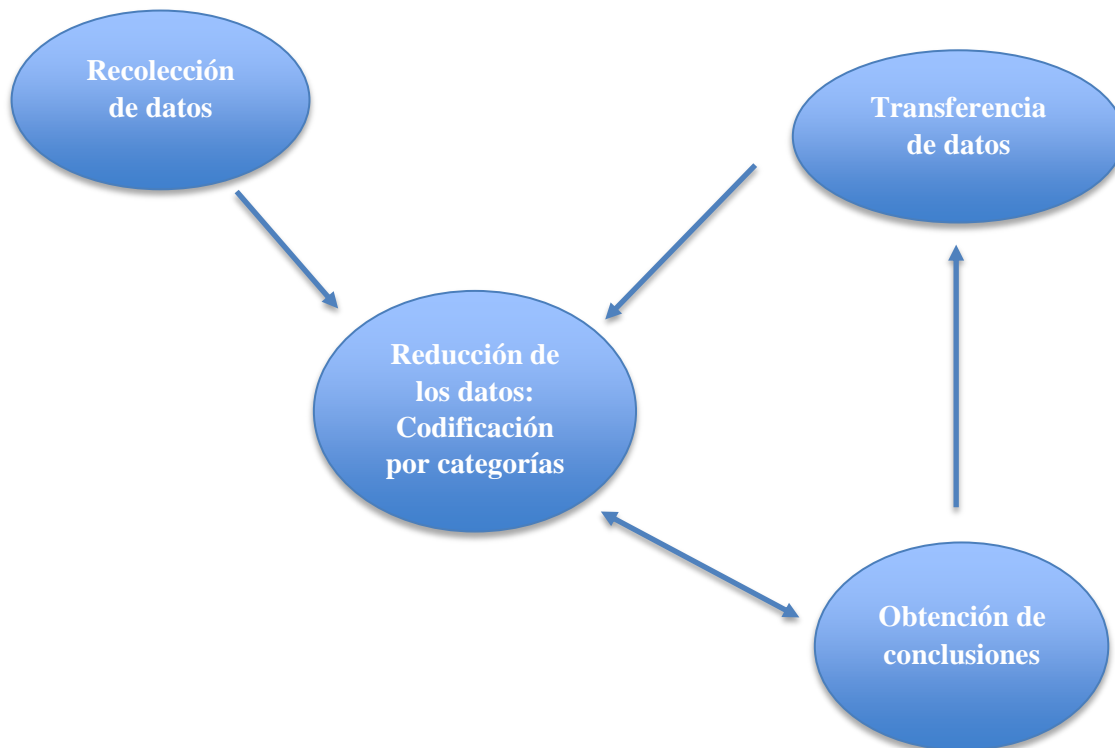 Recolección
de datos
Transferencia
de datos
Reducción de
los datos:
Codificación
por categorías
Obtención de
conclusiones